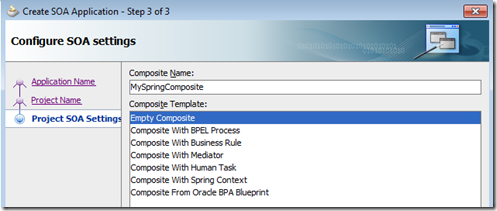 Create SOA Application - Step 3 of 3
Configure SOA settings
Application Name
Project Name
Project SOA Settings
Composite Name:
MySpringComposite
Composite Template:
Empty Composite
Composite With BPEL Process
Composite With Business Rule
Composite With Mediator
Composite With Human Task
Composite With Spring Context
Composite From Oracle BPA Blueprint